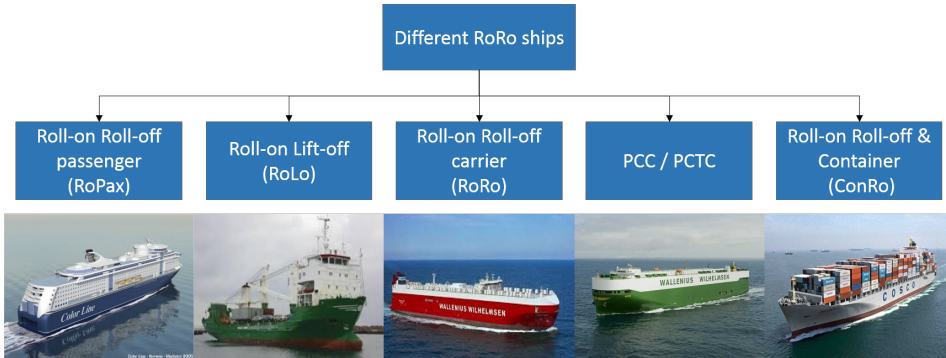 Different RoRo ships
Roll-on Roll-off
passenger
(RoPax)
Roll-on Lift-off
(RoLo)
Roll-on Roll-off
carrier
(RoRo)
PCC / PCTC
Roll-on Roll-off &
Container
(ConRo)
Color Line
WALLENIUS WILHELMSEN
WALLENIUS WILHELMSEN
COSCO